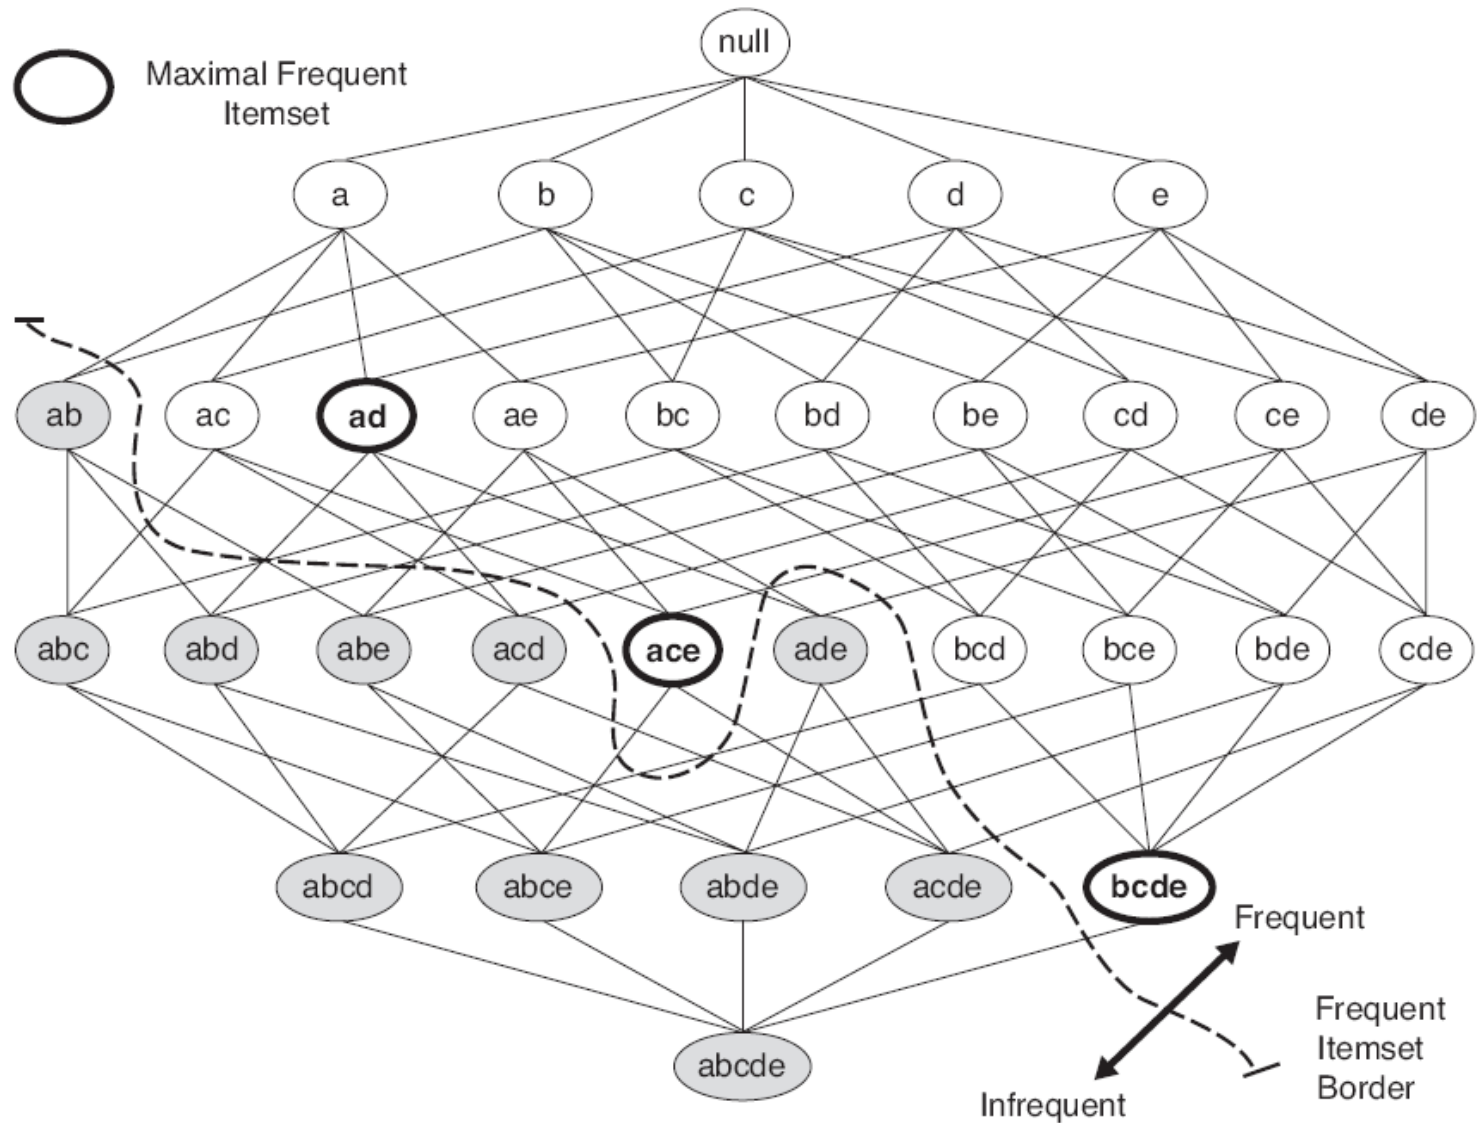 null
Maximal Frequent
Itemset
a b c d e
ab ac ad ae bc bd be cd ce de
abc abd abe acd ace ade bcd bce bde cde
abcd abce abde acde bcde
Frequent
Frequent
Itemset
Border
abcde
Infrequent